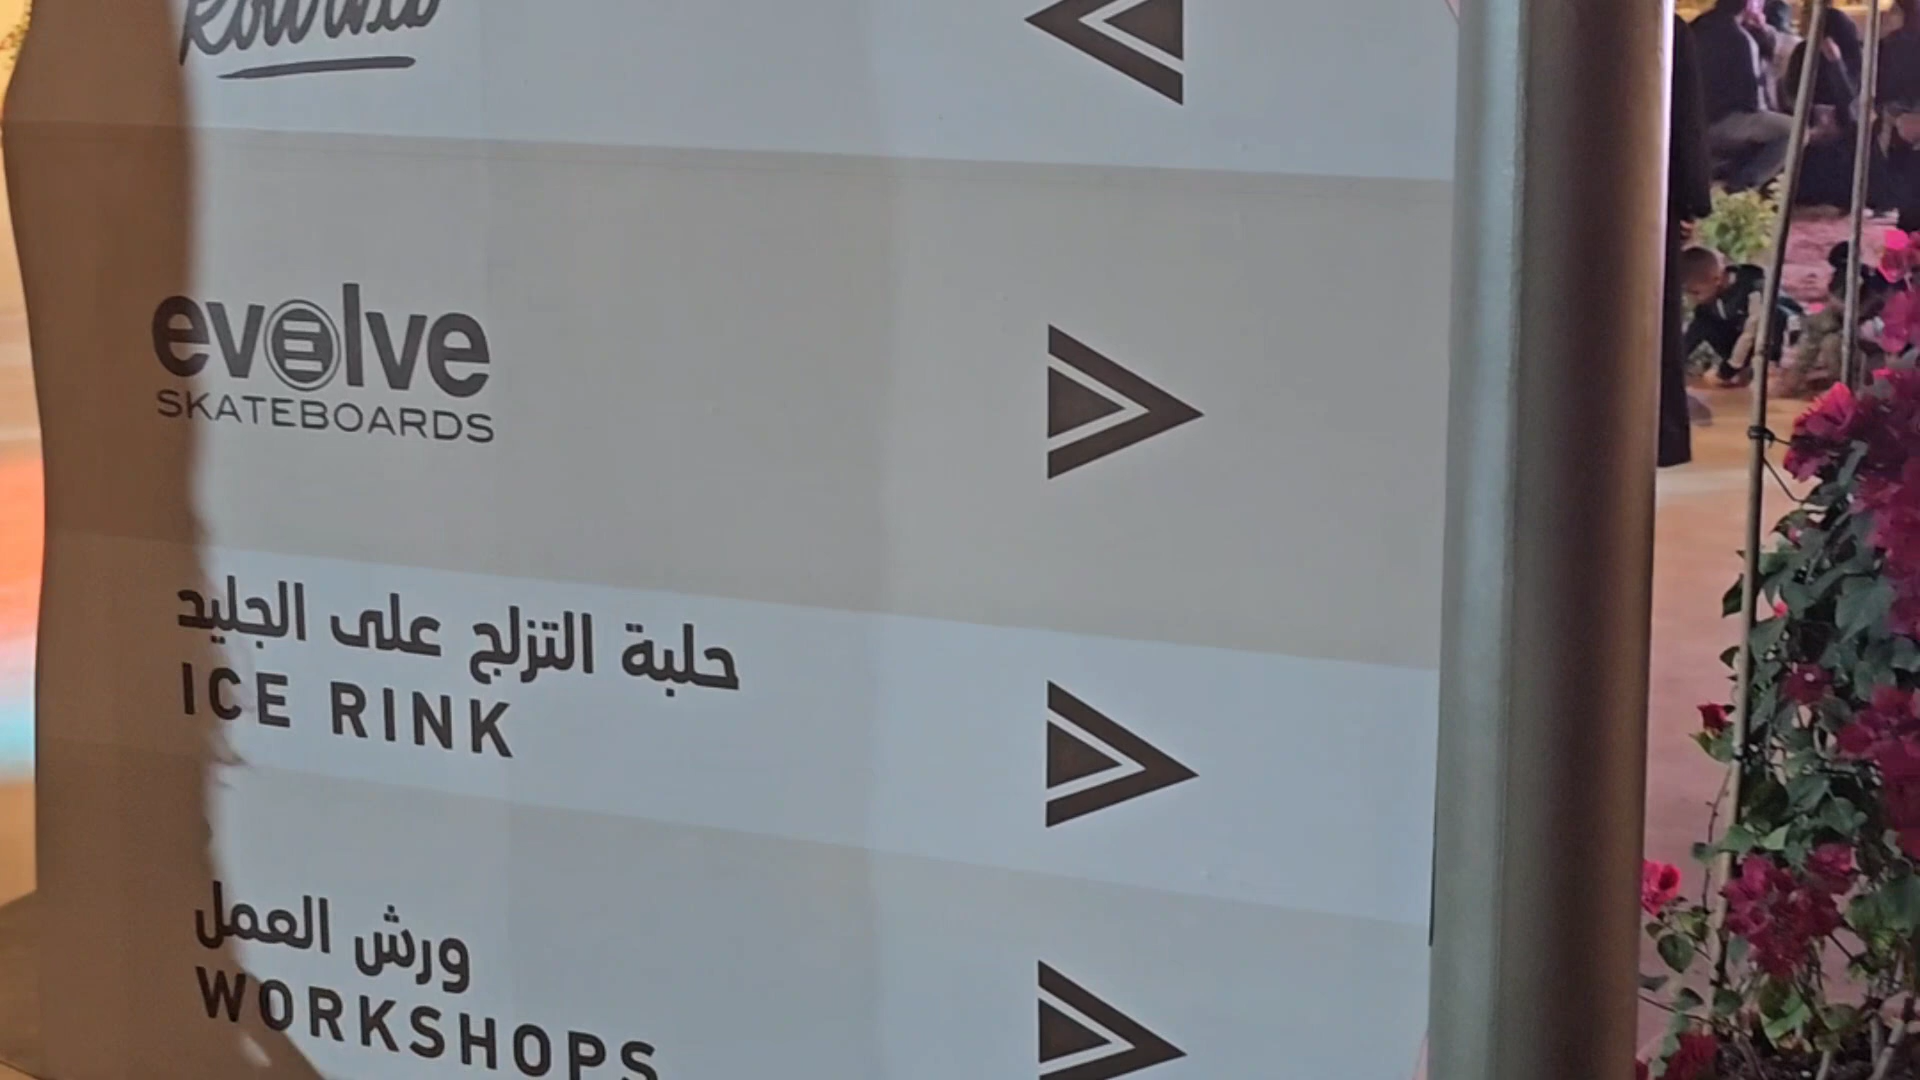 evolve
SKATEBOARDS
حلبة التزلج على الجليد
ICE RINK
ورش العمل
WORKSHOPS